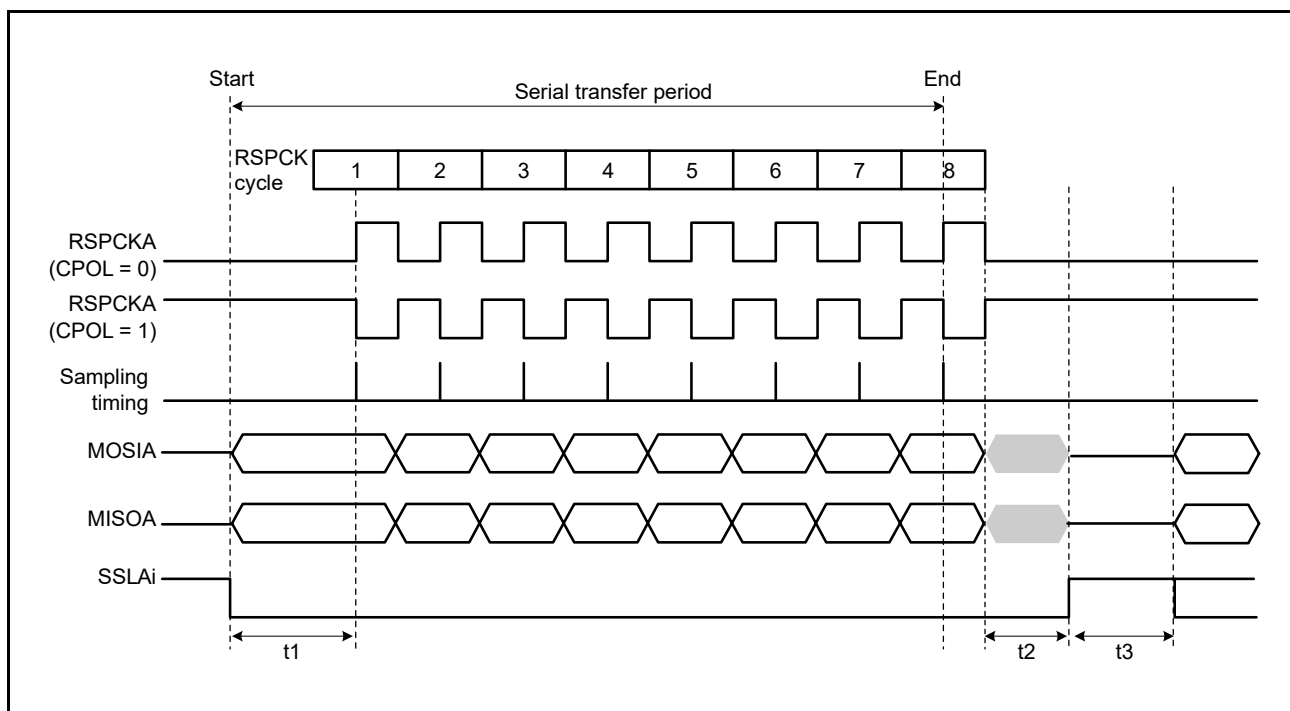 Start
End
Serial transfer period
RSPCK
cycle
1 2 3 4 5 6 7 8
RSPCKA
(CPOL = 0)
RSPCKA
(CPOL = 1)
Sampling
timing
MOSIA
MISOA
SSLAi
t1
t2
t3